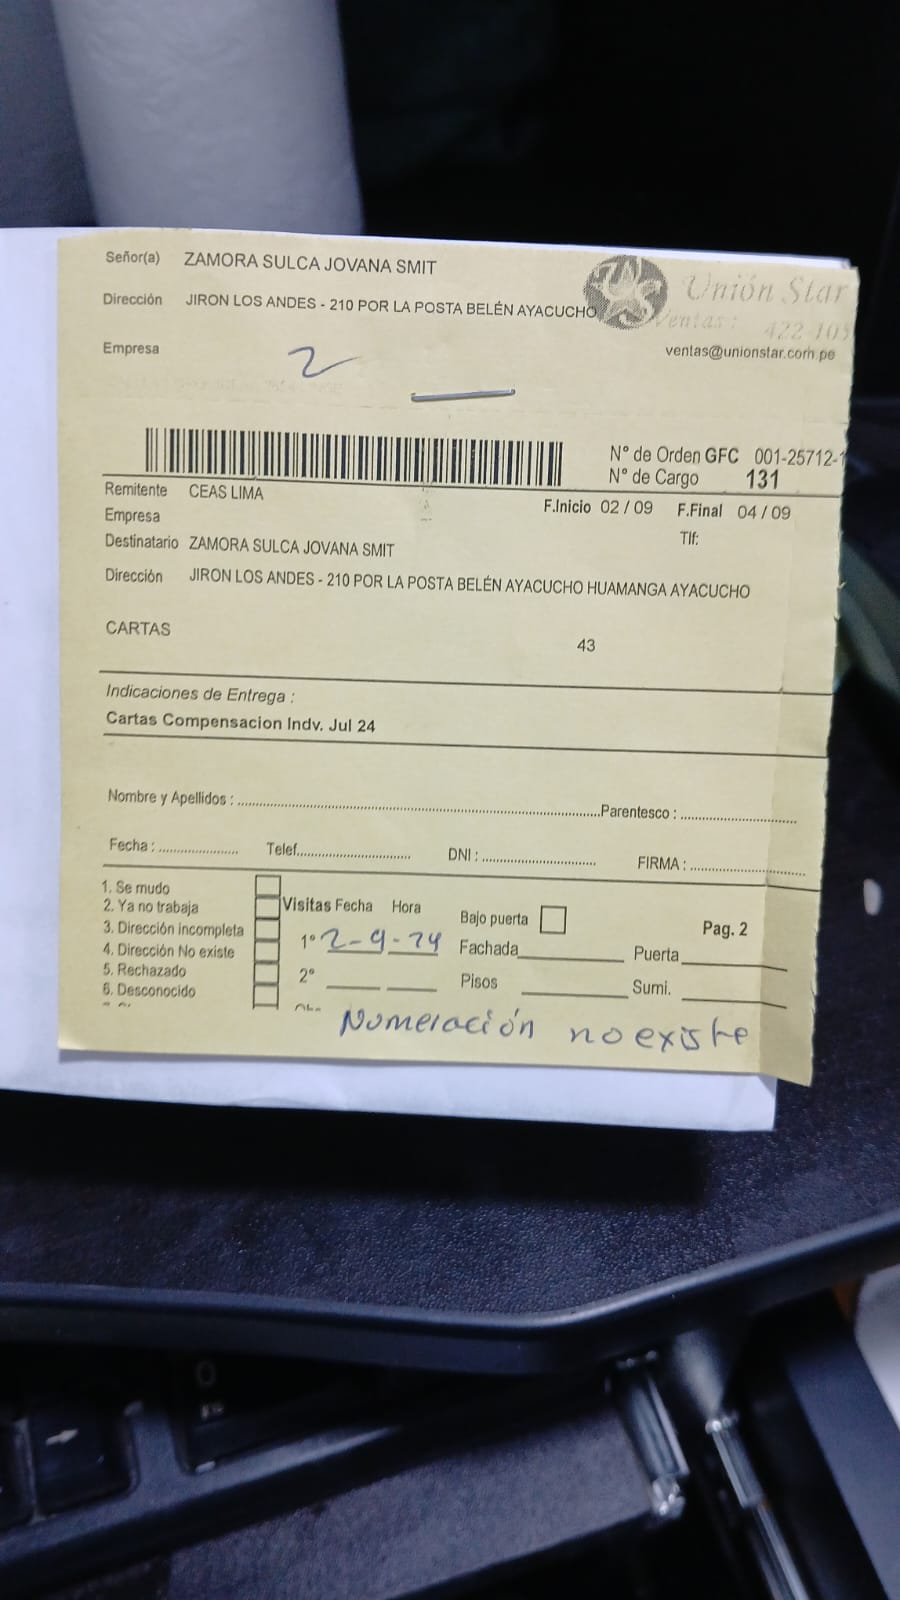 Señor(a) ZAMORA SULCA JOVANA SMIT
Unión Star
Dirección JIRON LOS ANDES - 210 POR LA POSTA BELÉN AYACUCHO
Ventas : 422-105
Empresa
ventas@unionstar.com.pe
2
N° de Orden GFC 001-25712-1
N° de Cargo 131
Remitente CEAS LIMA
F.Inicio 02 / 09 F.Final 04 / 09
Empresa
Tlf:
Destinatario ZAMORA SULCA JOVANA SMIT
Dirección JIRON LOS ANDES - 210 POR LA POSTA BELÉN AYACUCHO HUAMANGA AYACUCHO
CARTAS 43
Indicaciones de Entrega :
Cartas Compensacion Indv. Jul 24
Nombre y Apellidos : Parentesco :
Fecha : Telef. DNI : FIRMA :
1. Se mudo
2. Ya no trabaja
3. Dirección incompleta
4. Dirección No existe
5. Rechazado
6. Desconocido
Visitas Fecha Hora
1° 2-9-24
2°
Bajo puerta
Fachada
Pisos
Pag. 2
Puerta
Sumi.
Numeración no existe